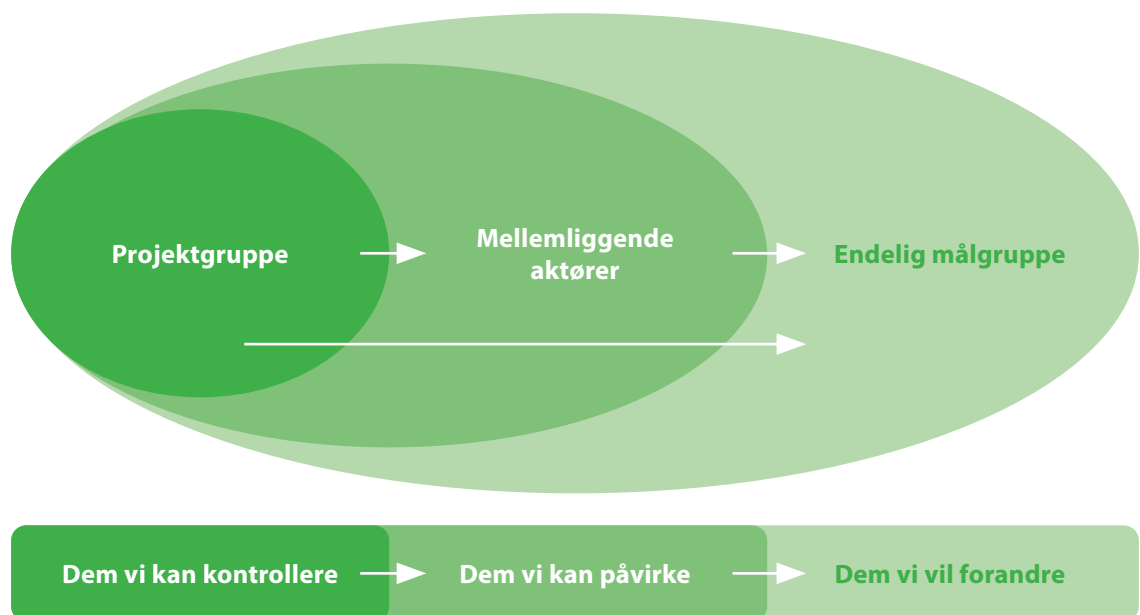 Projektgruppe
Mellemliggende
aktører
Endelig målgruppe
Dem vi kan kontrollere
Dem vi kan påvirke
Dem vi vil forandre